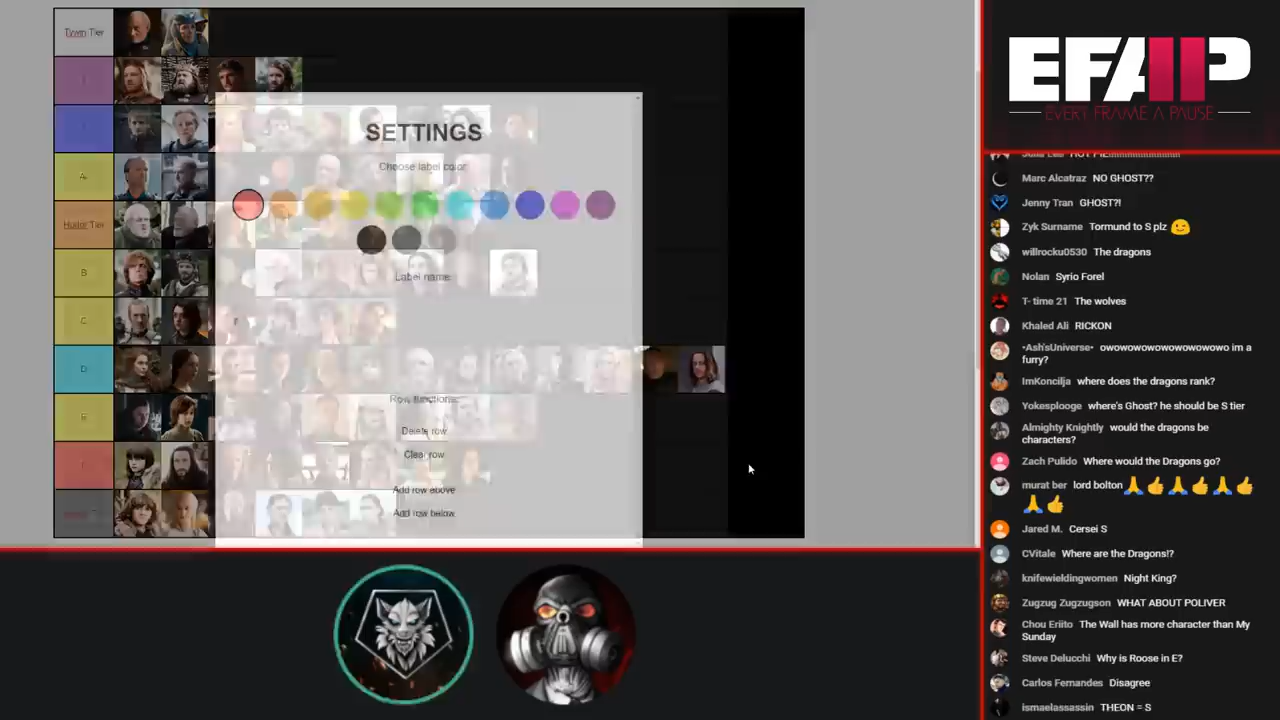 Tywin Tier
A.
Hodor Tier
B
C.
D.
E
SETTINGS
Choose label color:
Label name:
Row functions:
Delete row
Clear row
Add row above
Add row below
EFAP
EVERY FRAME A PAUSE
Marc Alcatraz NO GHOST??
Jenny Tran GHOST?!
Zyk Surname Tormund to S plz
willrocku0530 The dragons
Nolan Syrio Forel
T- time 21 The wolves
Khaled Ali RICKON
•Ash'sUniverse• owowowowowowowowo im a
furry?
ImKoncilja where does the dragons rank?
Yokesplooge where's Ghost? he should be S tier
Almighty Knightly would the dragons be
characters?
Zach Pulido Where would the Dragons go?
murat ber lord bolton
Jared M. Cersei S
CVitale Where are the Dragons!?
knifewieldingwomen Night King?
Zugzug Zugzugson WHAT ABOUT POLIVER
Chou Eriito The Wall has more character than My
Sunday
Steve Delucchi Why is Roose in E?
Carlos Fernandes Disagree
ismaelassassin THEON = S